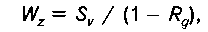 W_z = S_v / (1 − R_g),